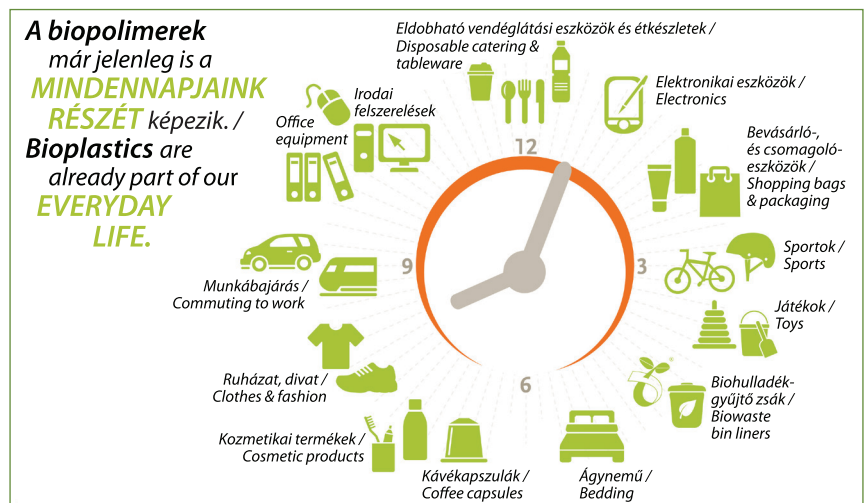 A biopolimerek
már jelenleg is a
MINDENNAPJAINK
RÉSZÉT képezik. /
Bioplastics are
already part of our
EVERYDAY
LIFE.
Eldobható vendéglátási eszközök és étkészletek /
Disposable catering &
tableware
Elektronikai eszközök /
Electronics
Bevásárló-,
és csomagoló-
eszközök /
Shopping bags
& packaging
Sportok /
Sports
Játékok /
Toys
Biohulladék-
gyűjtő zsák /
Biowaste
bin liners
Ágynemű /
Bedding
Kávékapszulák /
Coffee capsules
Kozmetikai termékek /
Cosmetic products
Ruházat, divat /
Clothes & fashion
Munkábajárás /
Commuting to work
Office
equipment
Irodai
felszerelések
12
3
6
9